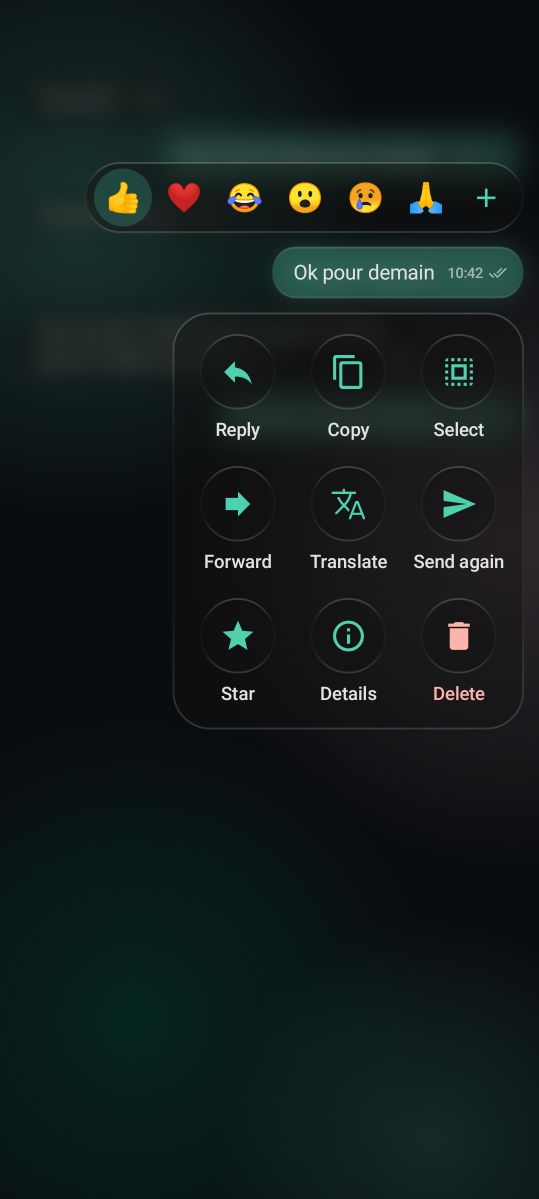 Ok pour demain 10:42
Reply Copy Select
Forward Translate Send again
Star Details Delete